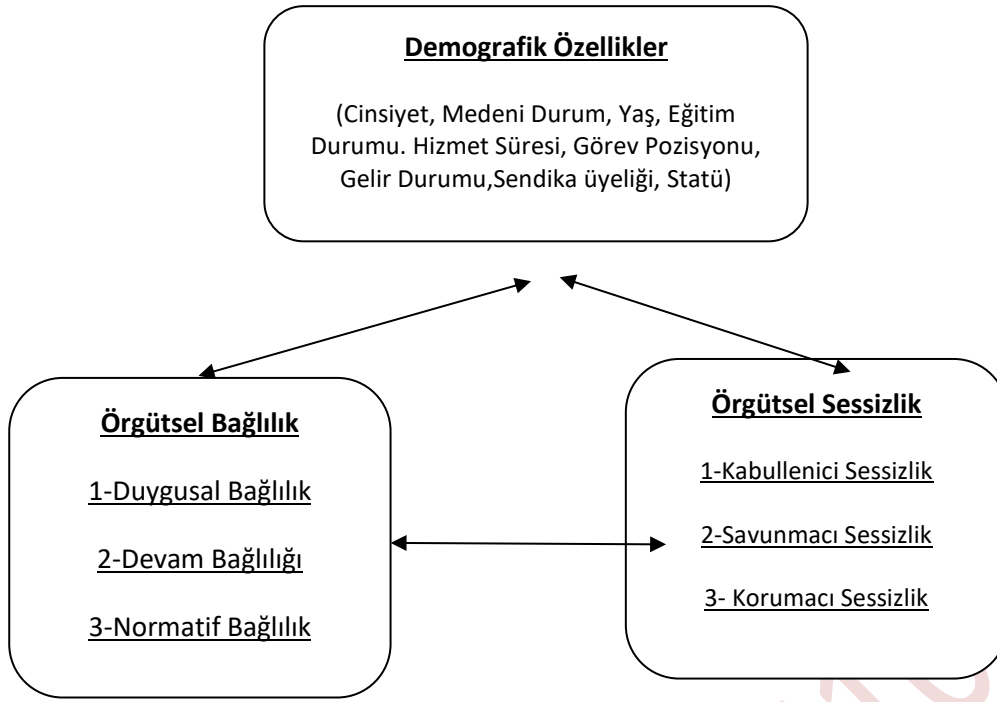 Demografik Özellikler
(Cinsiyet, Medeni Durum, Yaş, Eğitim
Durumu. Hizmet Süresi, Görev Pozisyonu,
Gelir Durumu,Sendika üyeliği, Statü)
Örgütsel Bağlılık
1-Duygusal Bağlılık
2-Devam Bağlılığı
3-Normatif Bağlılık
Örgütsel Sessizlik
1-Kabullenici Sessizlik
2-Savunmacı Sessizlik
3- Korumacı Sessizlik